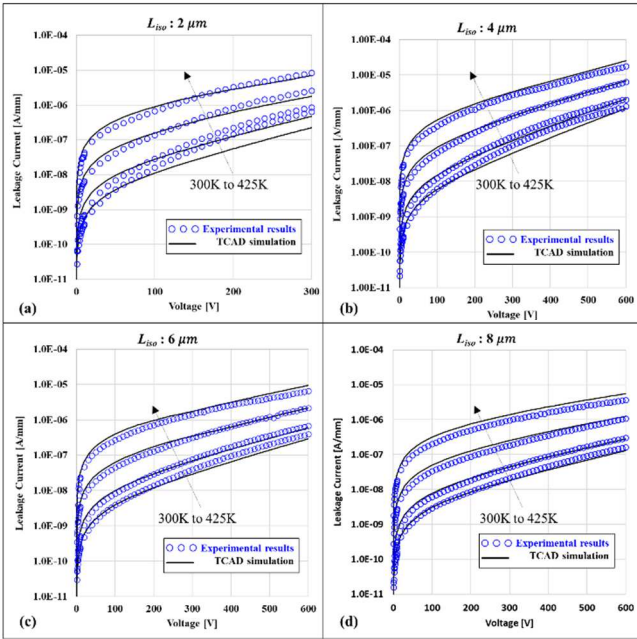 L_iso : 2 μm
Leakage Current [A/mm]
1.0E-04
1.0E-05
1.0E-06
1.0E-07
1.0E-08
1.0E-09
1.0E-10
1.0E-11
300K to 425K
Experimental results
TCAD simulation
0 100 200 300
Voltage [V]
(a)
L_iso : 4 μm
Leakage Current [A/mm]
1.00E-04
1.00E-05
1.00E-06
1.00E-07
1.00E-08
1.00E-09
1.00E-10
1.00E-11
300K to 425K
Experimental results
TCAD simulation
0 100 200 300 400 500 600
Voltage [V]
(b)
L_iso : 6 μm
Leakage Current [A/mm]
1.0E-04
1.0E-05
1.0E-06
1.0E-07
1.0E-08
1.0E-09
1.0E-10
1.0E-11
300K to 425K
Experimental results
TCAD simulation
0 100 200 300 400 500 600
Voltage [V]
(c)
L_iso : 8 μm
Leakage Current [A/mm]
1.0E-04
1.0E-05
1.0E-06
1.0E-07
1.0E-08
1.0E-09
1.0E-10
1.0E-11
300K to 425K
Experimental results
TCAD simulation
0 100 200 300 400 500 600
Voltage [V]
(d)